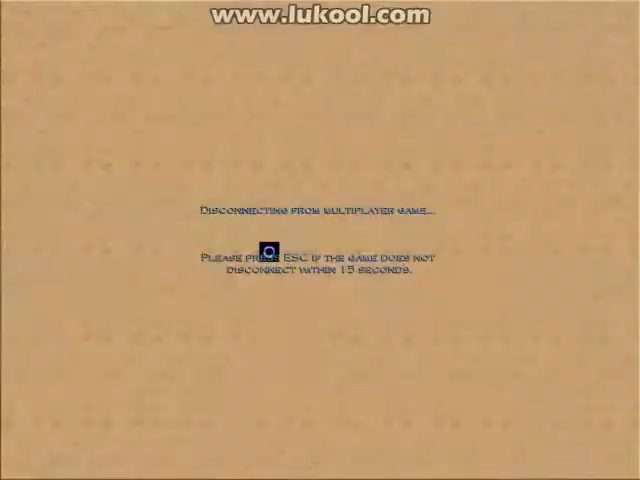 www.lukool.com
Disconnecting from multiplayer game...
Please press ESC if the game does not
disconnect within 15 seconds.